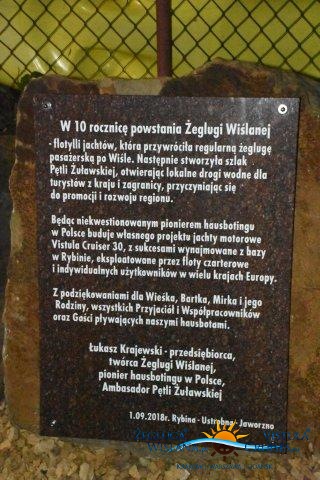 W 10 rocznicę powstania Żeglugi Wiślanej
- flotylli jachtów, która przywróciła regularną żeglugę
pasażerską po Wiśle. Następnie stworzyła szlak
Pętli Żuławskiej, otwierając lokalne drogi wodne dla
turystów z kraju i zagranicy, przyczyniając się
do promocji i rozwoju regionu.
Będąc niekwestionowanym pionierem hausbotingu
w Polsce buduje własnego projektu jachty motorowe
Vistula Cruiser 30, z sukcesami wynajmowane z bazy
w Rybinie, eksploatowane przez floty czarterowe
i indywidualnych użytkowników w wielu krajach Europy.
Z podziękowaniami dla Wieśka, Bartka, Mirka i jego
Rodziny, wszystkich Przyjaciół i Współpracowników
oraz Gości pływających naszymi hausbotami.
Łukasz Krajewski - przedsiębiorca,
twórca Żeglugi Wiślanej,
pionier hausbotingu w Polsce,
Ambasador Pętli Żuławskiej
1.09.2018r. Rybina - Ustrobna - Jaworzno